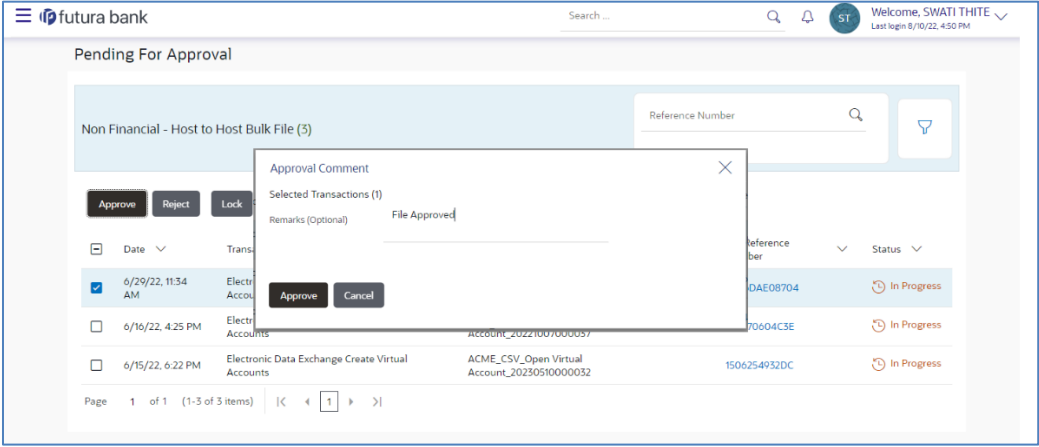 futura bank
Search ...
ST
Welcome, SWATI THITE
Last login 8/10/22, 4:50 PM
Pending For Approval
Non Financial - Host to Host Bulk File (3)
Reference Number
Approval Comment
Selected Transactions (1)
Remarks (Optional)
File Approved
Approve
Cancel
Approve
Reject
Lock
Date
Status
6/29/22, 11:34
AM
DAE08704
In Progress
6/16/22, 4:25 PM
Accounts
Account_20221007000037
70604C3E
In Progress
6/15/22, 6:22 PM
Electronic Data Exchange Create Virtual
Accounts
ACME_CSV_Open Virtual
Account_20230510000032
1506254932DC
In Progress
Page 1 of 1 (1-3 of 3 items) 1